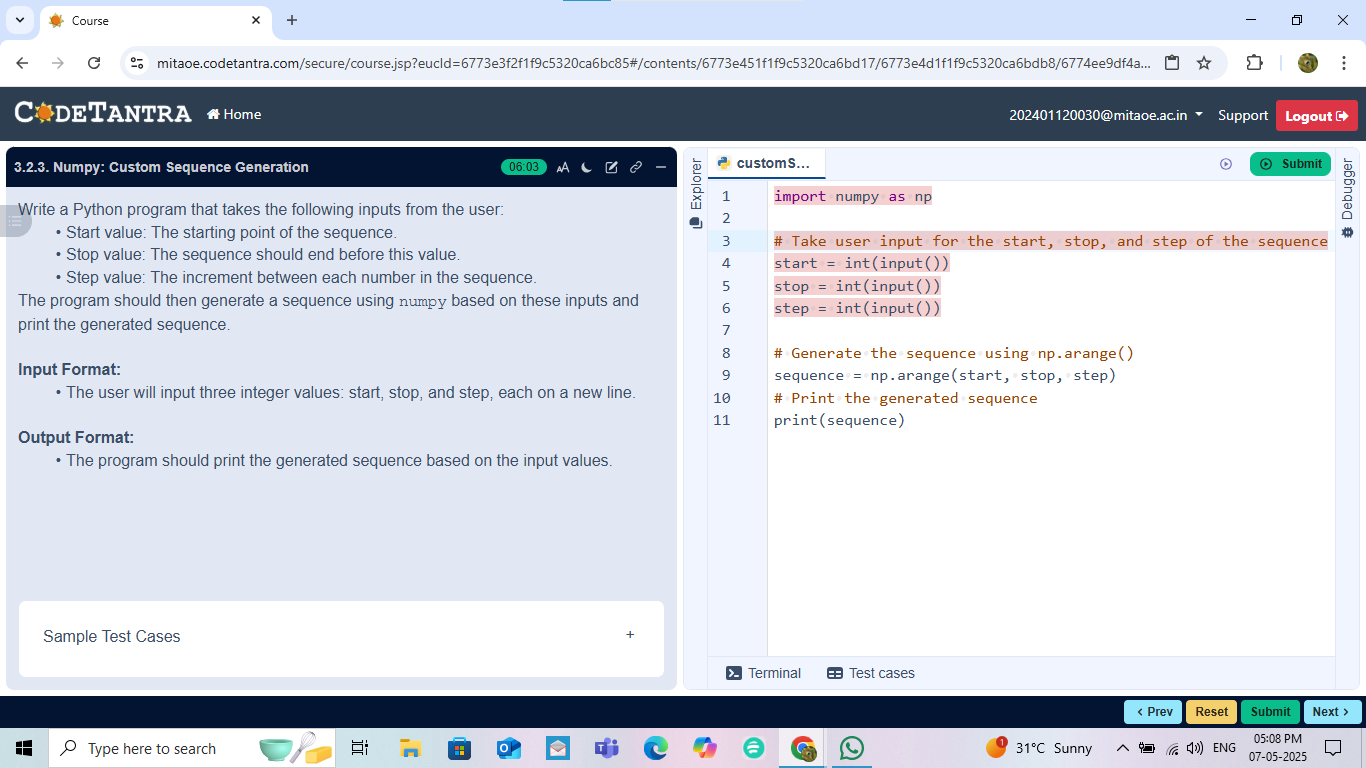 Course
mitaoe.codetantra.com/secure/course.jsp?eucId=6773e3f2f1f9c5320ca6bc85#/contents/6773e451f1f9c5320ca6bd17/6773e4d1f1f9c5320ca6bdb8/6774ee9df4a...
CODETANTRA
Home
202401120030@mitaoe.ac.in
Support
Logout
3.2.3. Numpy: Custom Sequence Generation
06:03
AA
Write a Python program that takes the following inputs from the user:
• Start value: The starting point of the sequence.
• Stop value: The sequence should end before this value.
• Step value: The increment between each number in the sequence.
The program should then generate a sequence using numpy based on these inputs and
print the generated sequence.
Input Format:
• The user will input three integer values: start, stop, and step, each on a new line.
Output Format:
• The program should print the generated sequence based on the input values.
Sample Test Cases
+
Explorer
customS...
Submit
Debugger
1 import numpy as np
2
3 # Take user input for the start, stop, and step of the sequence
4 start = int(input())
5 stop = int(input())
6 step = int(input())
7
8 # Generate the sequence using np.arange()
9 sequence = np.arange(start, stop, step)
10 # Print the generated sequence
11 print(sequence)
Terminal
Test cases
< Prev
Reset
Submit
Next >
Type here to search
1
31°C Sunny
ENG
05:08 PM
07-05-2025